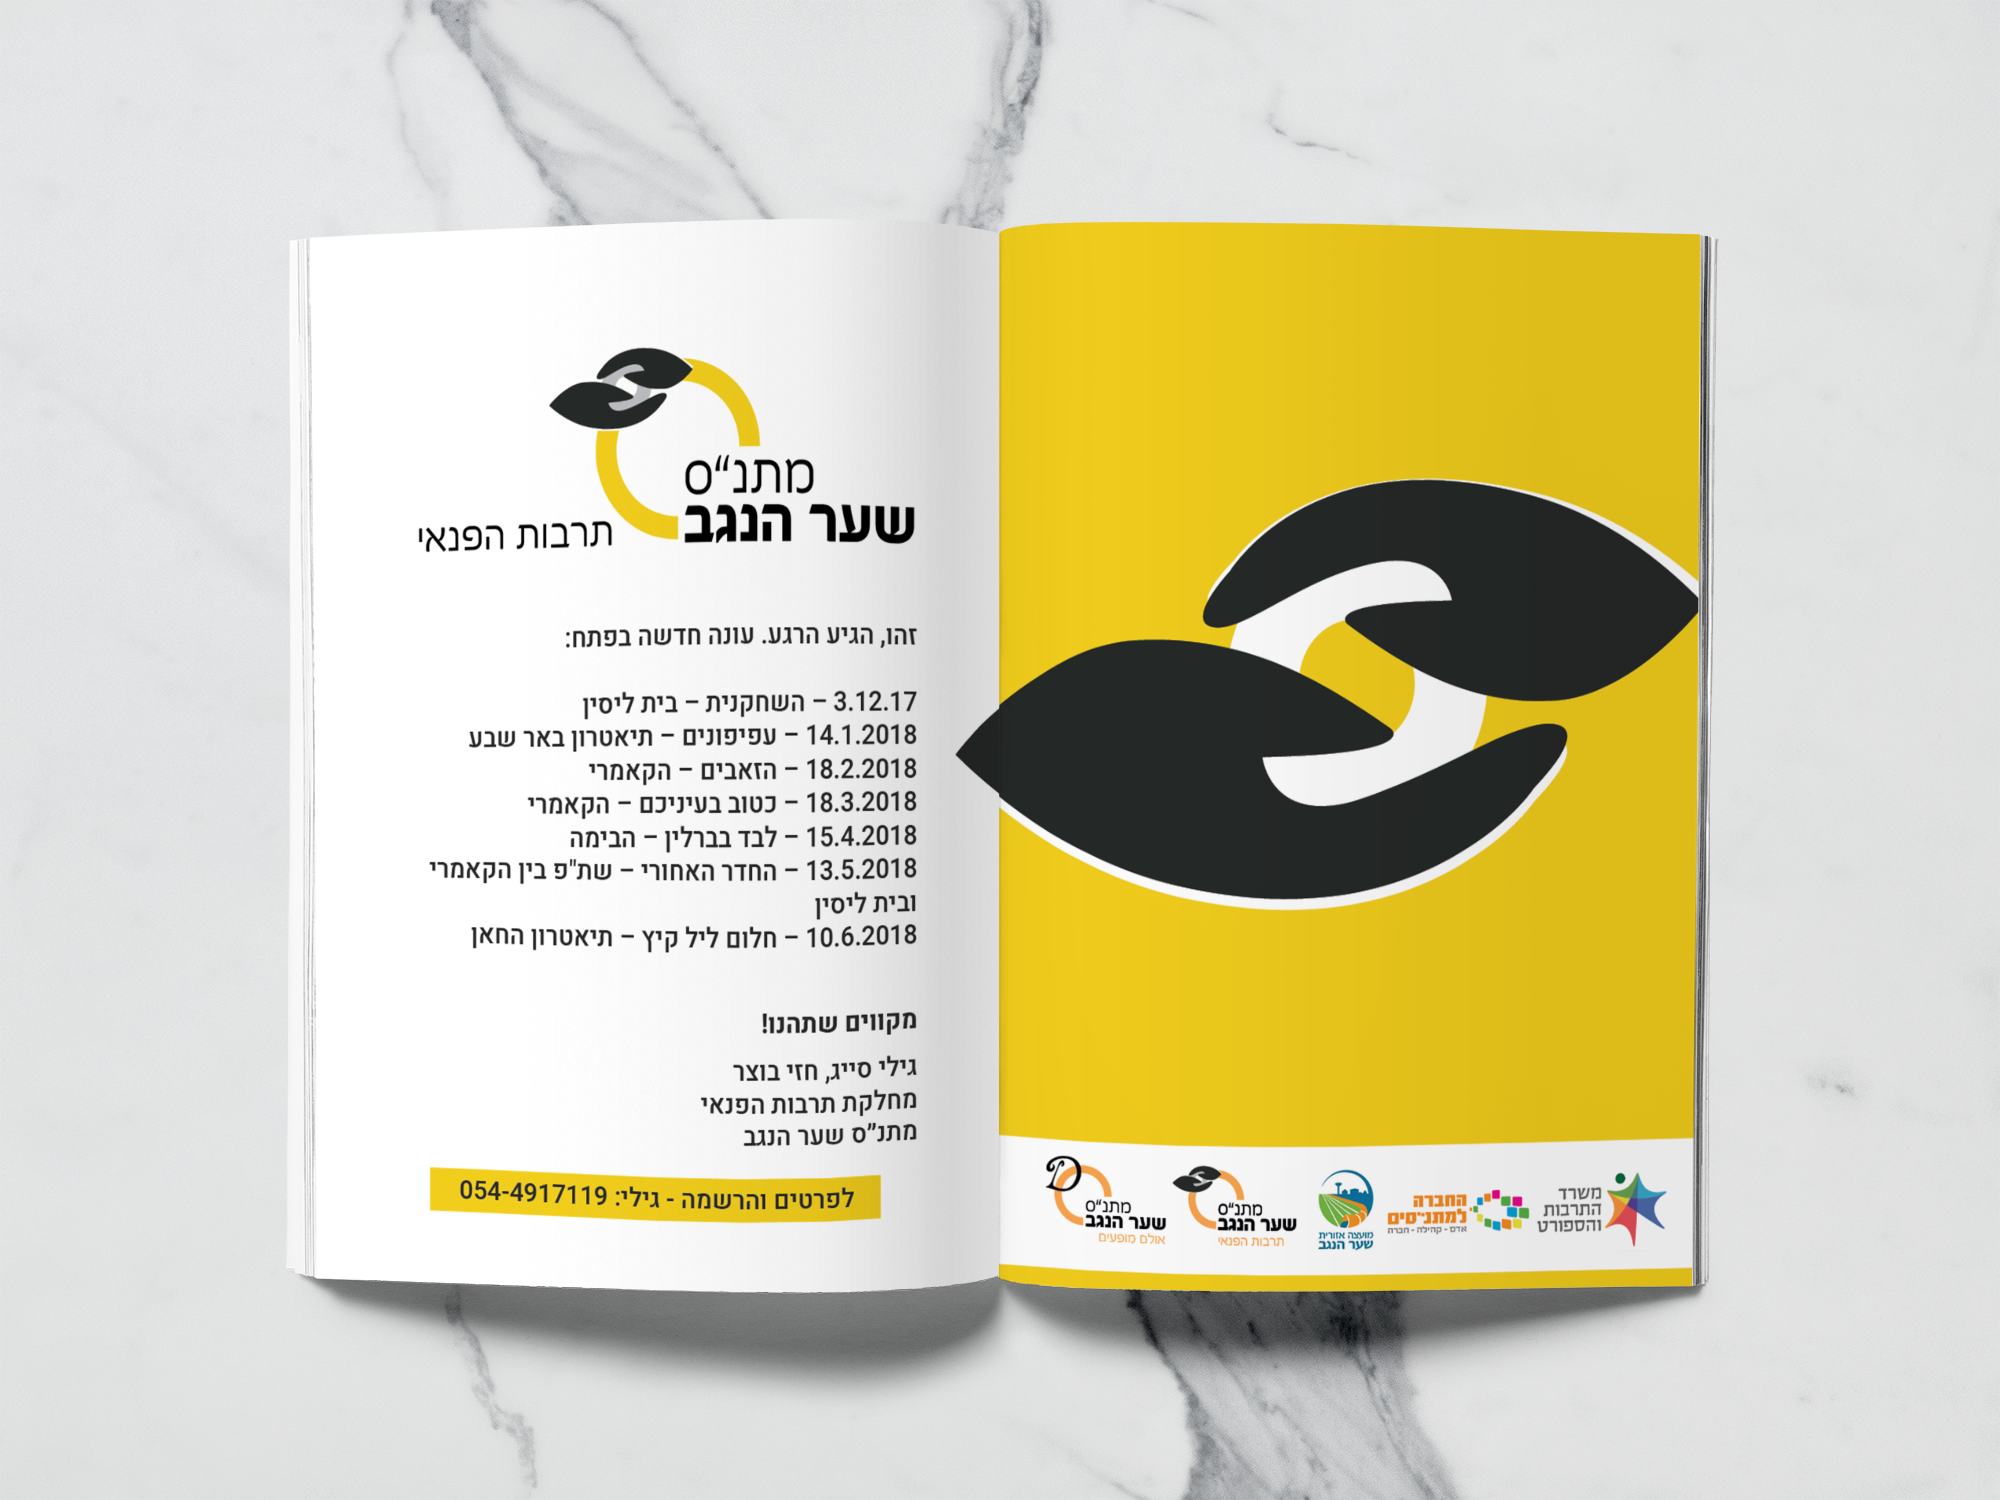 מתנ“ס
שער הנגב
תרבות הפנאי
זהו, הגיע הרגע. עונה חדשה בפתח:
3.12.17 – השחקנית – בית ליסין
14.1.2018 – עפיפונים – תיאטרון באר שבע
18.2.2018 – הזאבים – הקאמרי
18.3.2018 – כטוב בעיניכם – הקאמרי
15.4.2018 – לבד בברלין – הבימה
13.5.2018 – החדר האחורי – שת"פ בין הקאמרי
ובית ליסין
10.6.2018 – חלום ליל קיץ – תיאטרון החאן
מקווים שתהנו!
גילי סייג, חזי בוצר
מחלקת תרבות הפנאי
מתנ”ס שער הנגב
לפרטים והרשמה - גילי: 054-4917119
משרד
התרבות
והספורט
החברה
למתנ״סים
אדם - קהילה - חברה
מועצה אזורית
שער הנגב
מתנ“ס
שער הנגב
תרבות הפנאי
מתנ“ס
שער הנגב
אולם מופעים